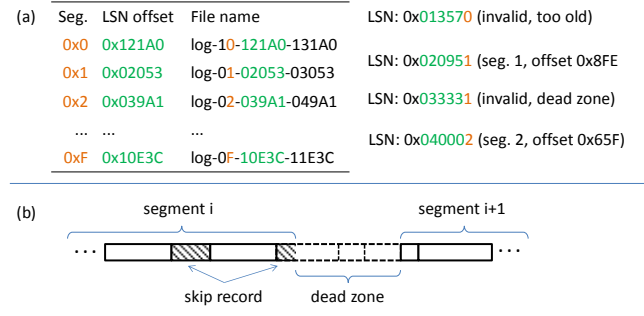 (a)
Seg. LSN offset File name
0x0 0x121A0 log-10-121A0-131A0
0x1 0x02053 log-01-02053-03053
0x2 0x039A1 log-02-039A1-049A1
... ... ...
0xF 0x10E3C log-0F-10E3C-11E3C
LSN: 0x013570 (invalid, too old)
LSN: 0x020951 (seg. 1, offset 0x8FE
LSN: 0x033331 (invalid, dead zone)
LSN: 0x040002 (seg. 2, offset 0x65F)
(b)
segment i segment i+1
... ...
skip record dead zone